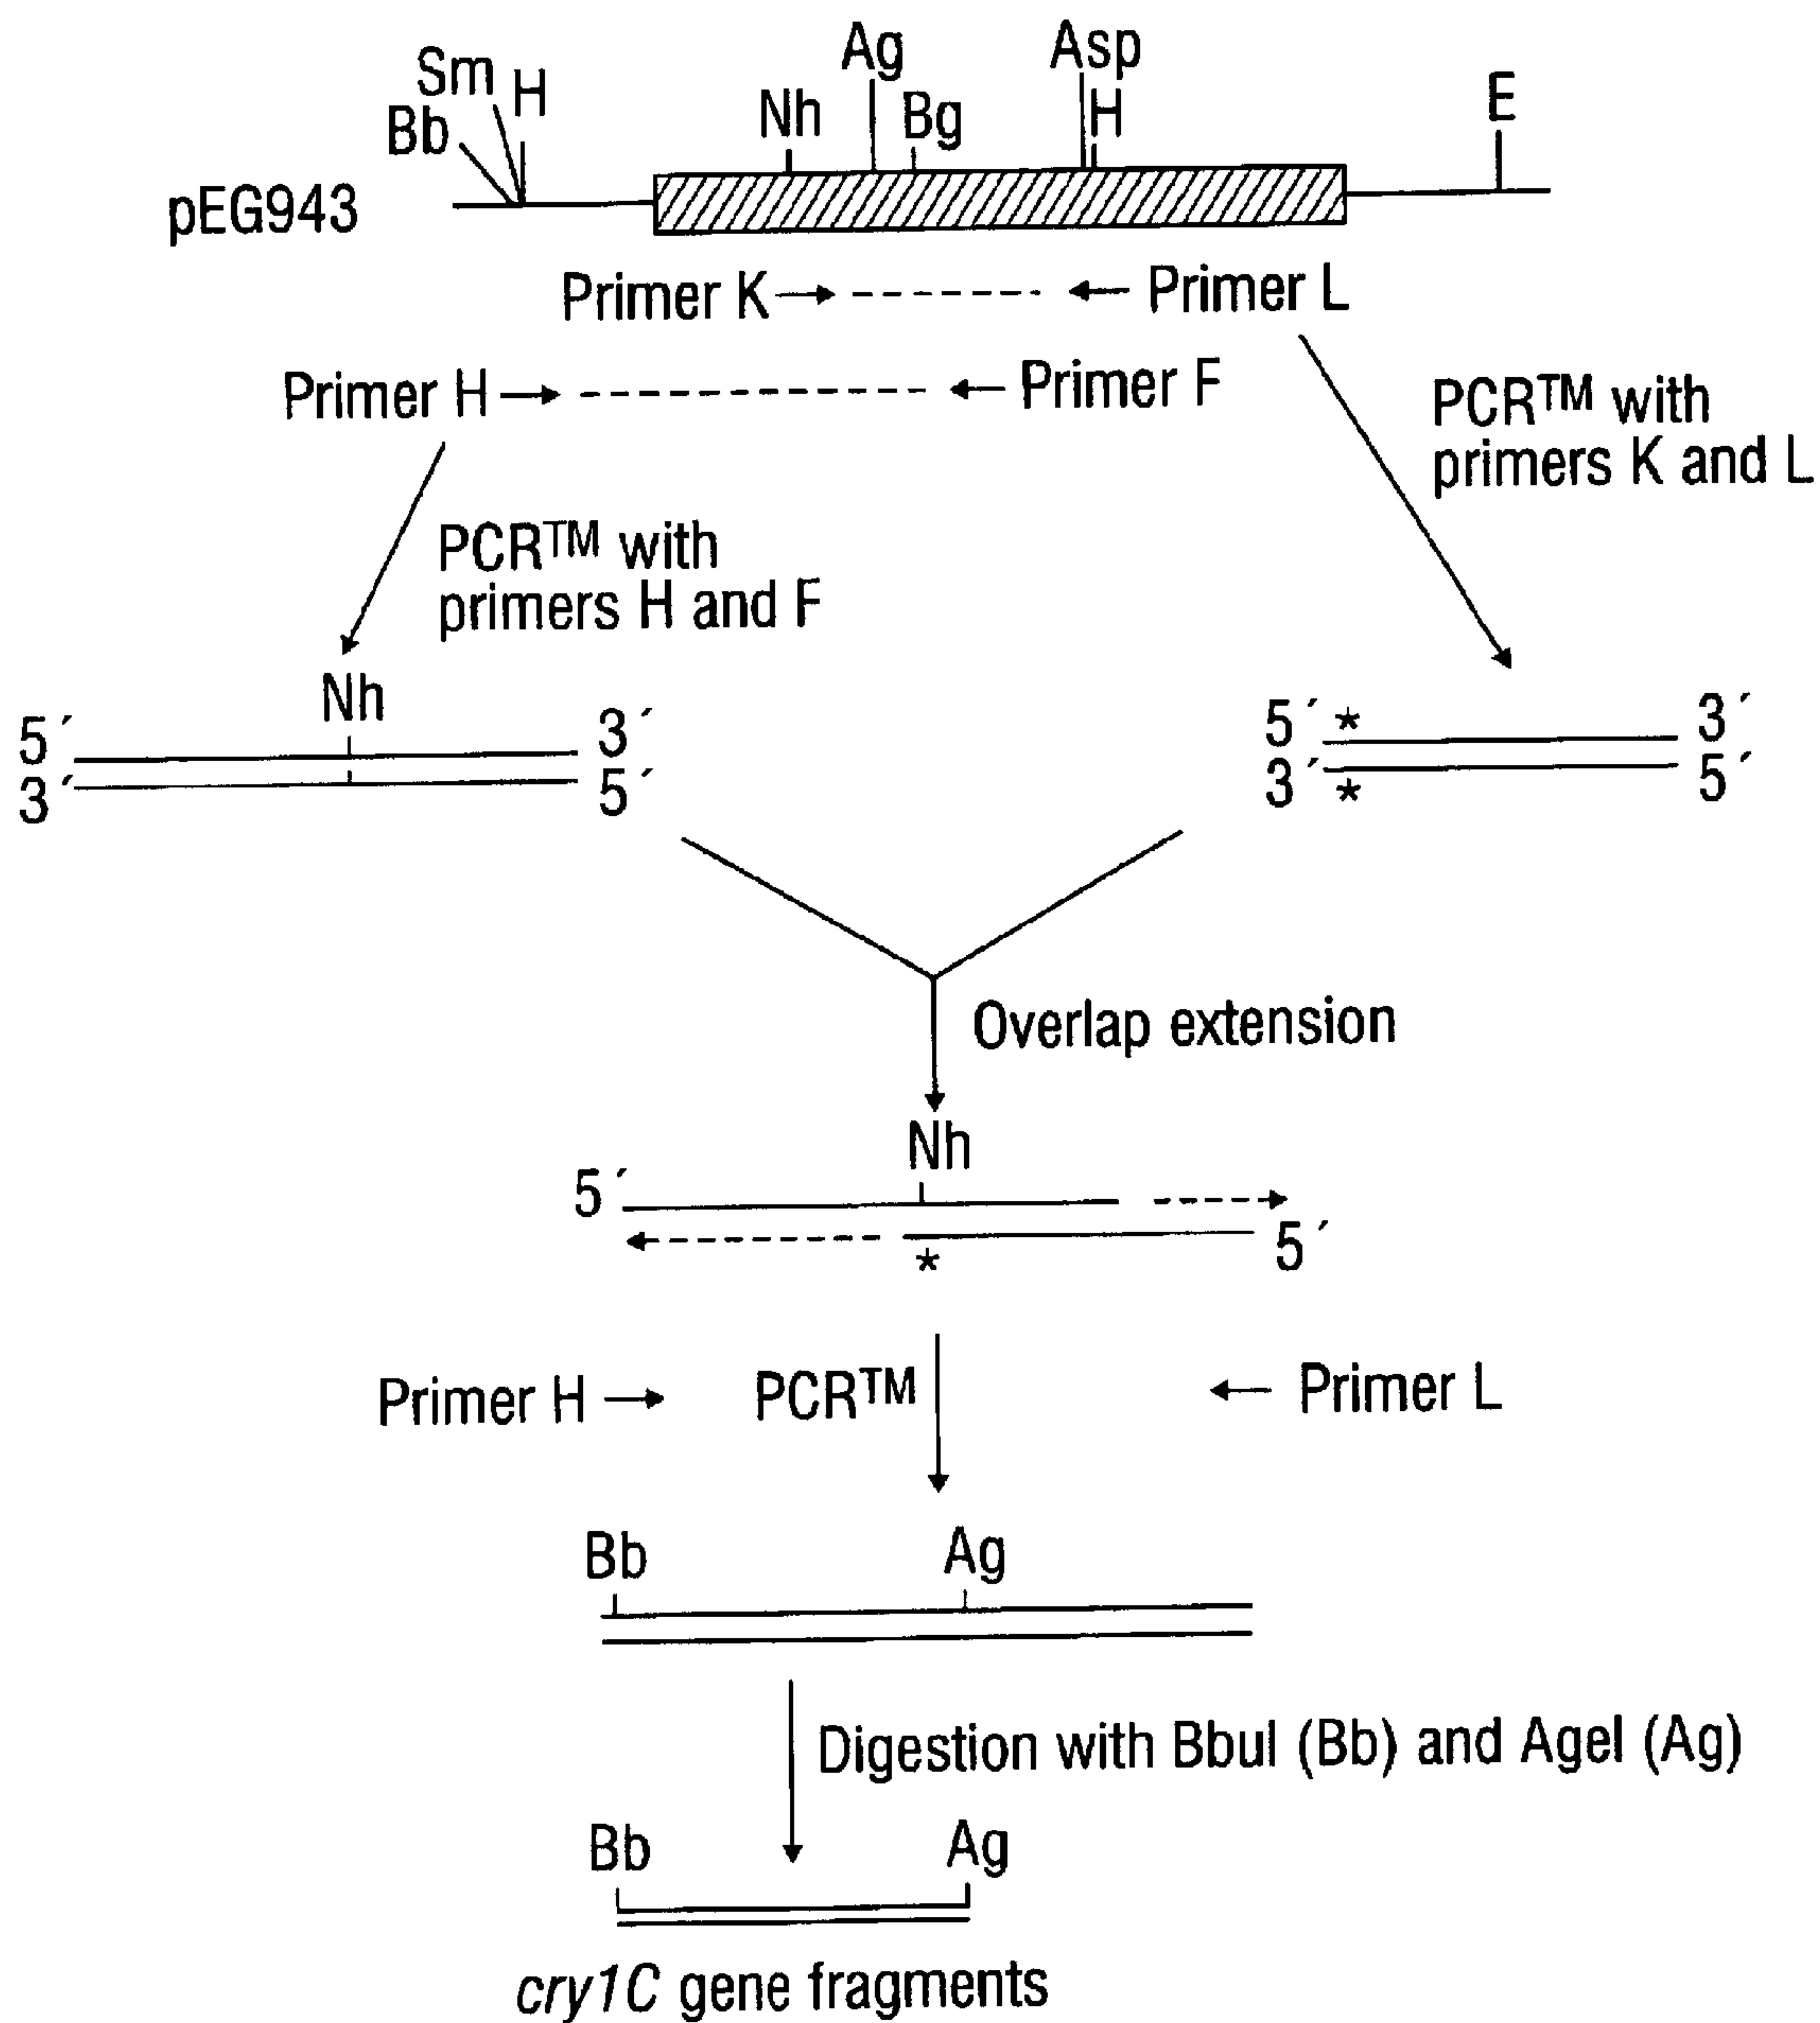 Sm H Ag Asp
Bb Nh Bg H E
pEG943
Primer K Primer L
Primer H Primer F
PCR™ with
primers K and L
PCR™ with
primers H and F
Nh
5´ 3´ 5´ * 3´
3´ 5´ 3´ * 5´
Overlap extension
Nh
5´
* 5´
Primer H PCR™ Primer L
Bb Ag
Digestion with BbuI (Bb) and AgeI (Ag)
Bb Ag
cry1C gene fragments